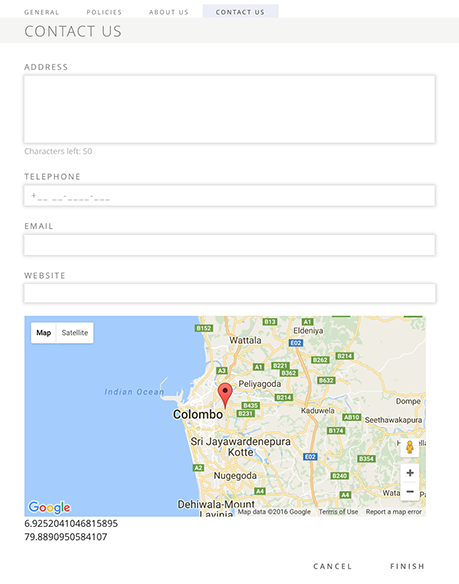 GENERAL POLICIES ABOUT US CONTACT US
CONTACT US
ADDRESS
Characters left: 50
TELEPHONE
+__ __-____-___
EMAIL
WEBSITE
Map Satellite
B152
B13
A1
Eldeniya
E02
Wattala
A3
A1
B221
B262
B214
B362
B632
Peliyagoda
Indian Ocean
Dompe
Colombo
B435
B231
Kaduwela
AB10
Seethawakapura
B174
Sri Jayawardenepura
Kotte
E02
B354
A2
Nugegoda
B240
B214
Dehiwala-Mount
Lavinia
Google
Map data ©2016 Google Terms of Use Report a map error
+
−
6.9252041046815895
79.8890950584107
CANCEL FINISH